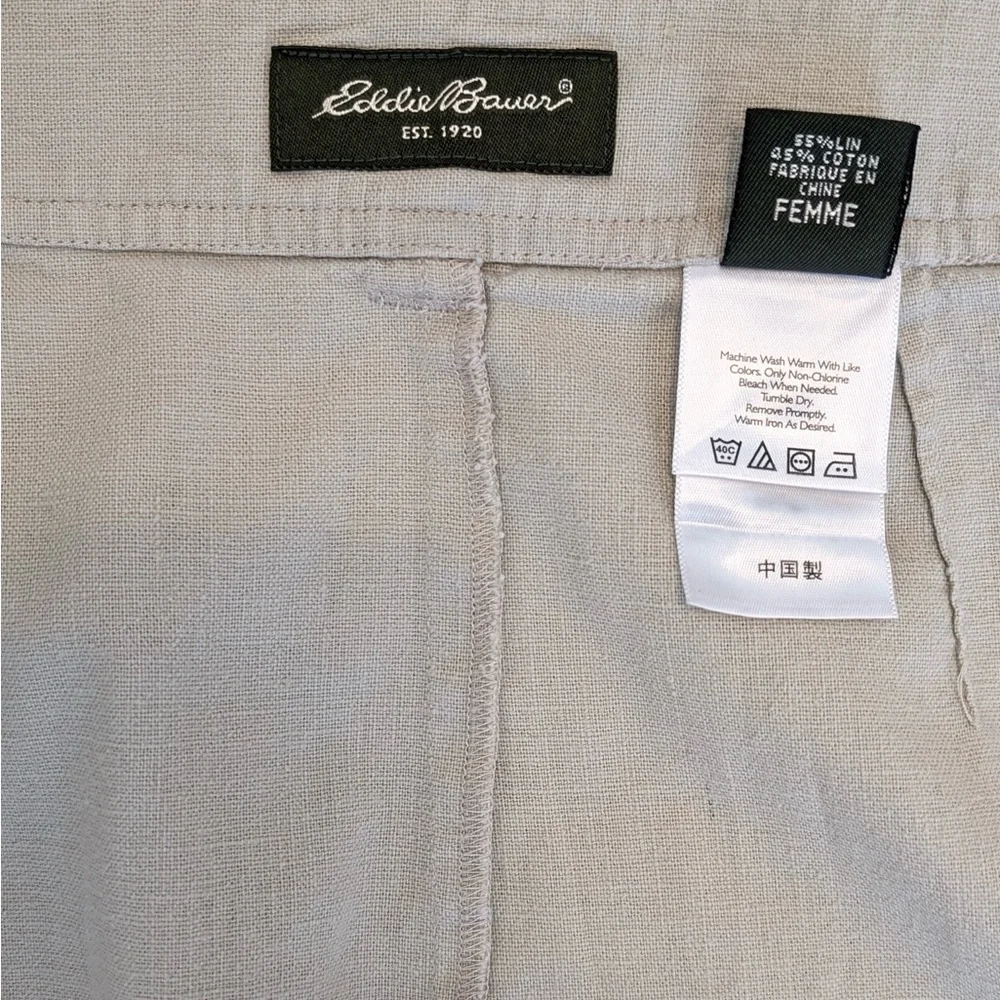 Eddie Bauer®
EST. 1920
55%LIN
45% COTON
FABRIQUE EN
CHINE
FEMME
Machine Wash Warm With Like
Colors. Only Non-Chlorine
Bleach When Needed.
Tumble Dry.
Remove Promptly.
Warm Iron As Desired.
40C
中国製